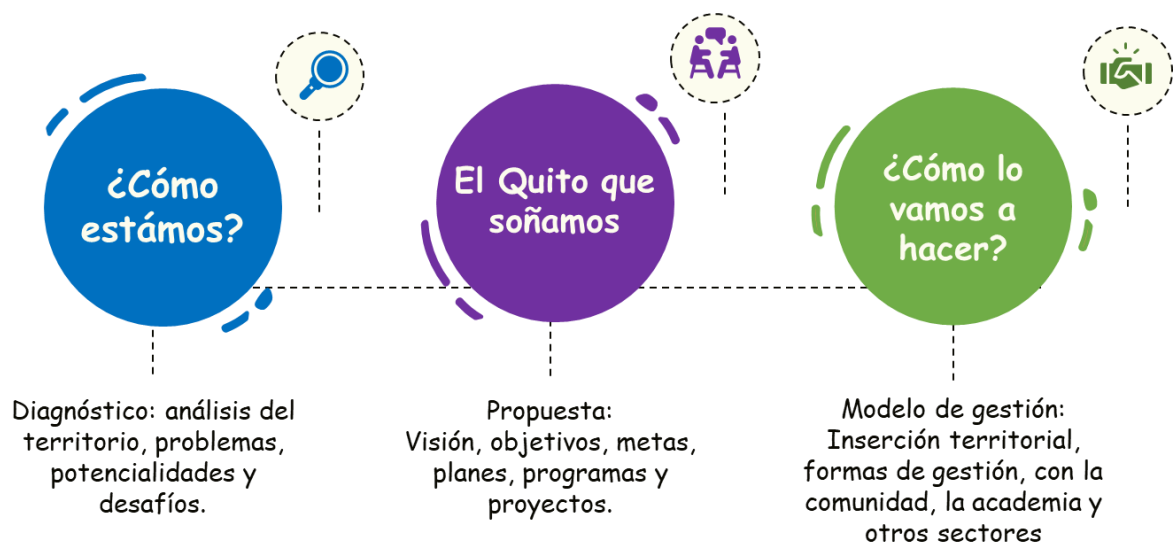 ¿Cómo
estámos?
El Quito que
soñamos
¿Cómo lo
vamos a
hacer?
Diagnóstico: análisis del
territorio, problemas,
potencialidades y
desafíos.
Propuesta:
Visión, objetivos, metas,
planes, programas y
proyectos.
Modelo de gestión:
Inserción territorial,
formas de gestión, con la
comunidad, la academia y
otros sectores